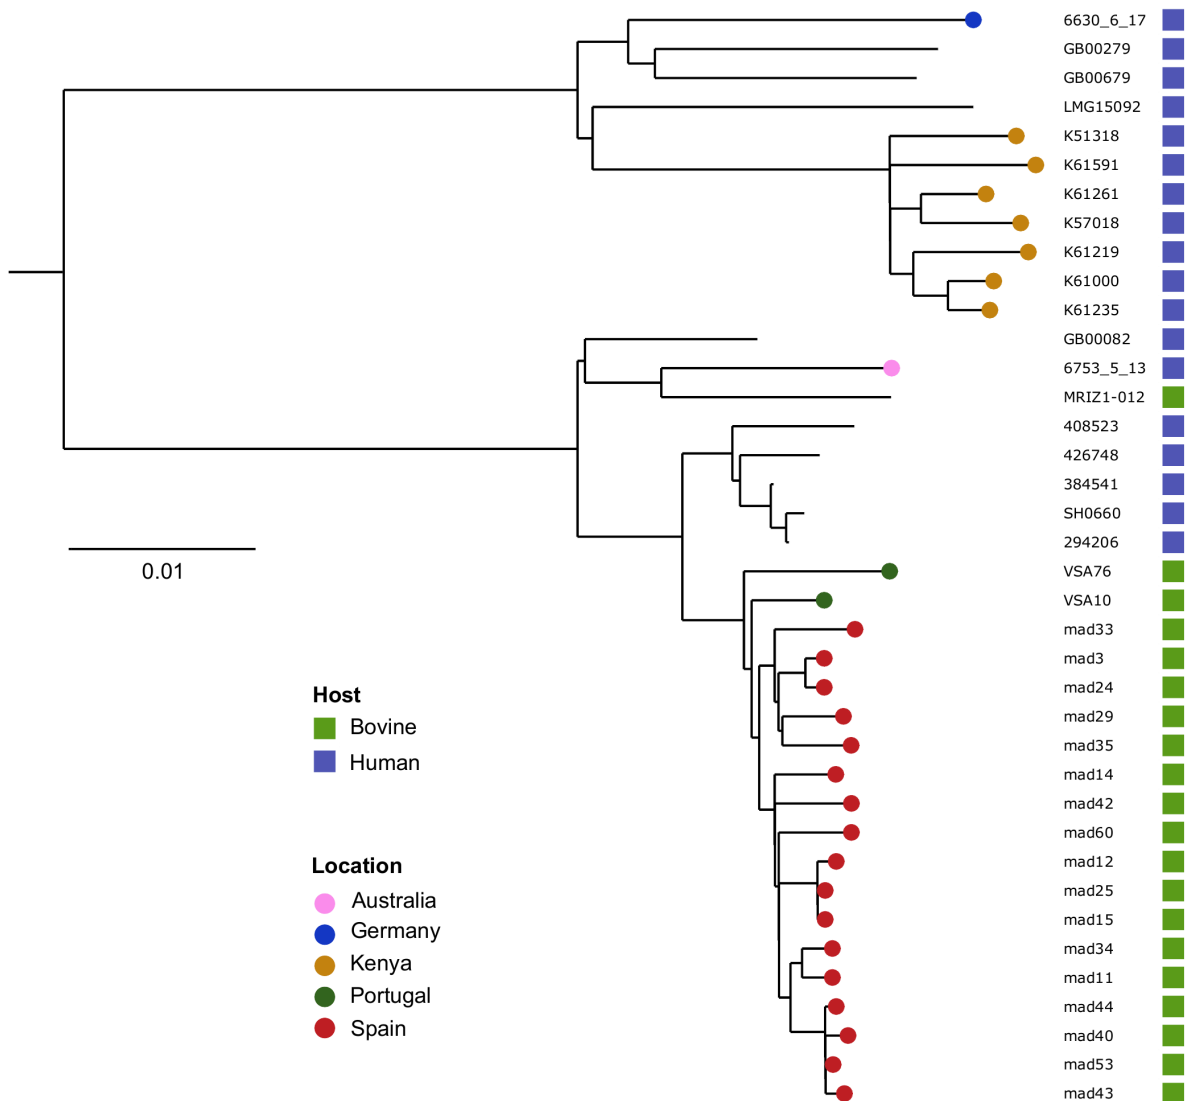 6630_6_17
GB00279
GB00679
LMG15092
K51318
K61591
K61261
K57018
K61219
K61000
K61235
GB00082
6753_5_13
MRIZ1-012
408523
426748
384541
SH0660
294206
VSA76
VSA10
mad33
mad3
mad24
mad29
mad35
mad14
mad42
mad60
mad12
mad25
mad15
mad34
mad11
mad44
mad40
mad53
mad43
0.01
Host
Bovine
Human
Location
Australia
Germany
Kenya
Portugal
Spain